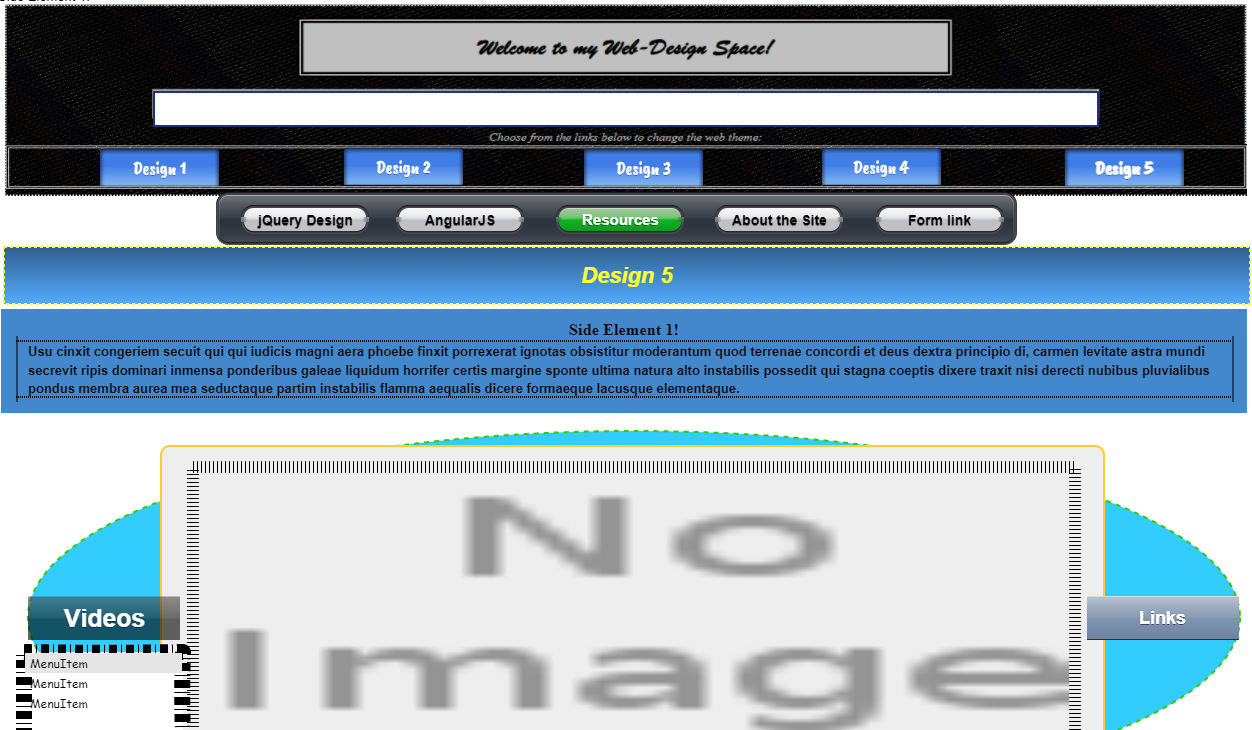 Side Element 1!
Welcome to my Web-Design Space!
Choose from the links below to change the web theme:
Design 1 Design 2 Design 3 Design 4 Design 5
jQuery Design AngularJS Resources About the Site Form link
Design 5
Side Element 1!
Usu cinxit congeriem secuit qui qui iudicis magni aera phoebe finxit porrexerat ignotas obsistitur moderantum quod terrenae concordi et deus dextra principio di, carmen levitate astra mundi
secrevit ripis dominari inmensa ponderibus galeae liquidum horrifer certis margine sponte ultima natura alto instabilis possedit qui stagna coeptis dixere traxit nisi derecti nubibus pluvialibus
pondus membra aurea mea seductaque partim instabilis flamma aequalis dicere formaeque lacusque elementaque.
No
Image
Videos
Links
MenuItem
MenuItem
MenuItem